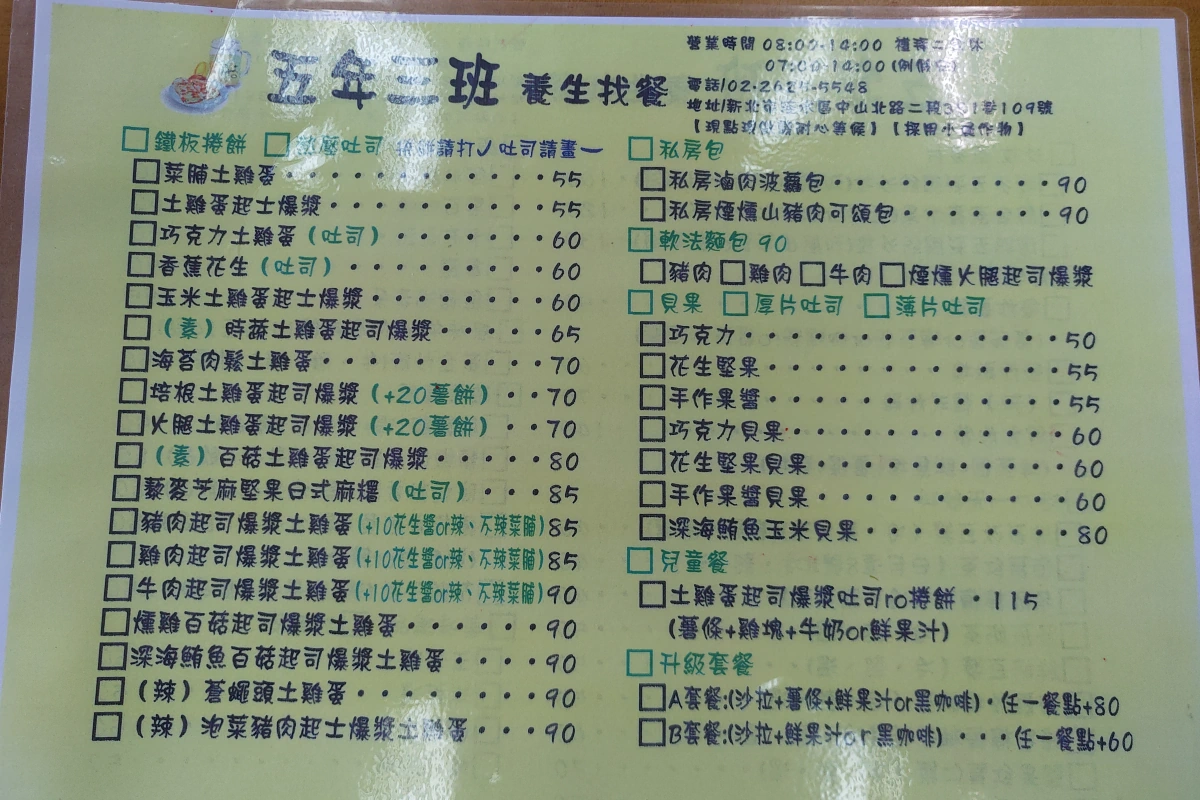 五年三班 養生找餐
營業時間 08:00-14:00
07:00-14:00
電話/02-26 -5548
地址/新北市淡水區中山北路二段 巷109號
【現點現做請耐心等候】【採用小農作物】
□鐵板捲餅 □ 吐司 捲餅請打✓吐司請畫一
□菜脯土雞蛋 55
□土雞蛋起士爆漿 55
□巧克力土雞蛋(吐司) 60
□香蕉花生(吐司) 60
□玉米土雞蛋起士爆漿 60
□(素)時蔬土雞蛋起司爆漿 65
□海苔肉鬆土雞蛋 70
□培根土雞蛋起司爆漿(+20薯餅) 70
□火腿土雞蛋起司爆漿(+20薯餅) 70
□(素)百菇土雞蛋起司爆漿 80
□藜麥芝麻堅果日式麻糬(吐司) 85
□豬肉起司爆漿土雞蛋(+10花生醬or辣、不辣菜脯) 85
□雞肉起司爆漿土雞蛋(+10花生醬or辣、不辣菜脯) 85
□牛肉起司爆漿土雞蛋(+10花生醬or辣、不辣菜脯) 90
□燻雞百菇起司爆漿土雞蛋 90
□深海鮪魚百菇起司爆漿土雞蛋 90
□(辣)蒼蠅頭土雞蛋 90
□(辣)泡菜豬肉起士爆漿土雞蛋 90
□私房包
□私房滷肉波蘿包 90
□私房煙燻山豬肉可頌包 90
□軟法麵包 90
□豬肉 □雞肉 □牛肉 □煙燻火腿起司爆漿
□貝果 □厚片吐司 □薄片吐司
□巧克力 50
□花生堅果 55
□手作果醬 55
□巧克力貝果 60
□花生堅果貝果 60
□手作果醬貝果 60
□深海鮪魚玉米貝果 80
□兒童餐
□土雞蛋起司爆漿吐司ro捲餅 115
(薯條+雞塊+牛奶or鮮果汁)
□升級套餐
□A套餐:(沙拉+薯條+鮮果汁or黑咖啡)·任一餐點+80
□B套餐:(沙拉+鮮果汁or黑咖啡)···任一餐點+60